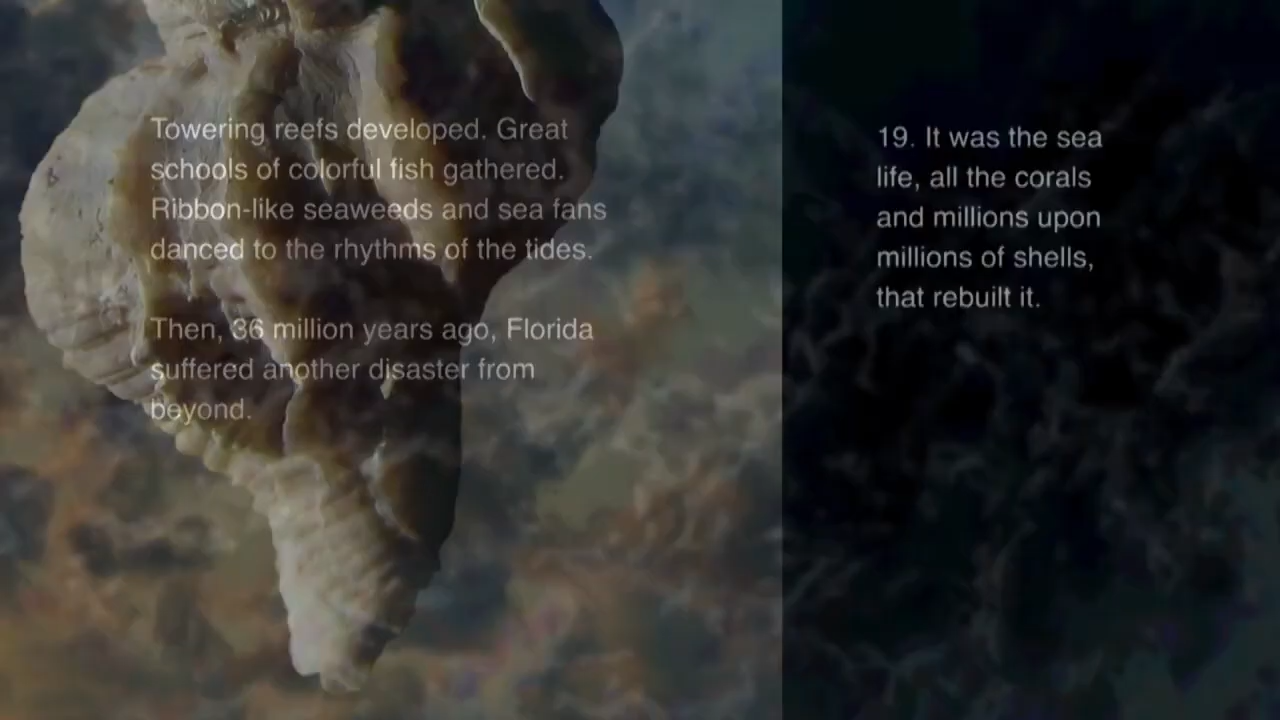 Towering reefs developed. Great
schools of colorful fish gathered.
Ribbon-like seaweeds and sea fans
danced to the rhythms of the tides.
Then, 36 million years ago, Florida
suffered another disaster from
beyond.
19. It was the sea
life, all the corals
and millions upon
millions of shells,
that rebuilt it.